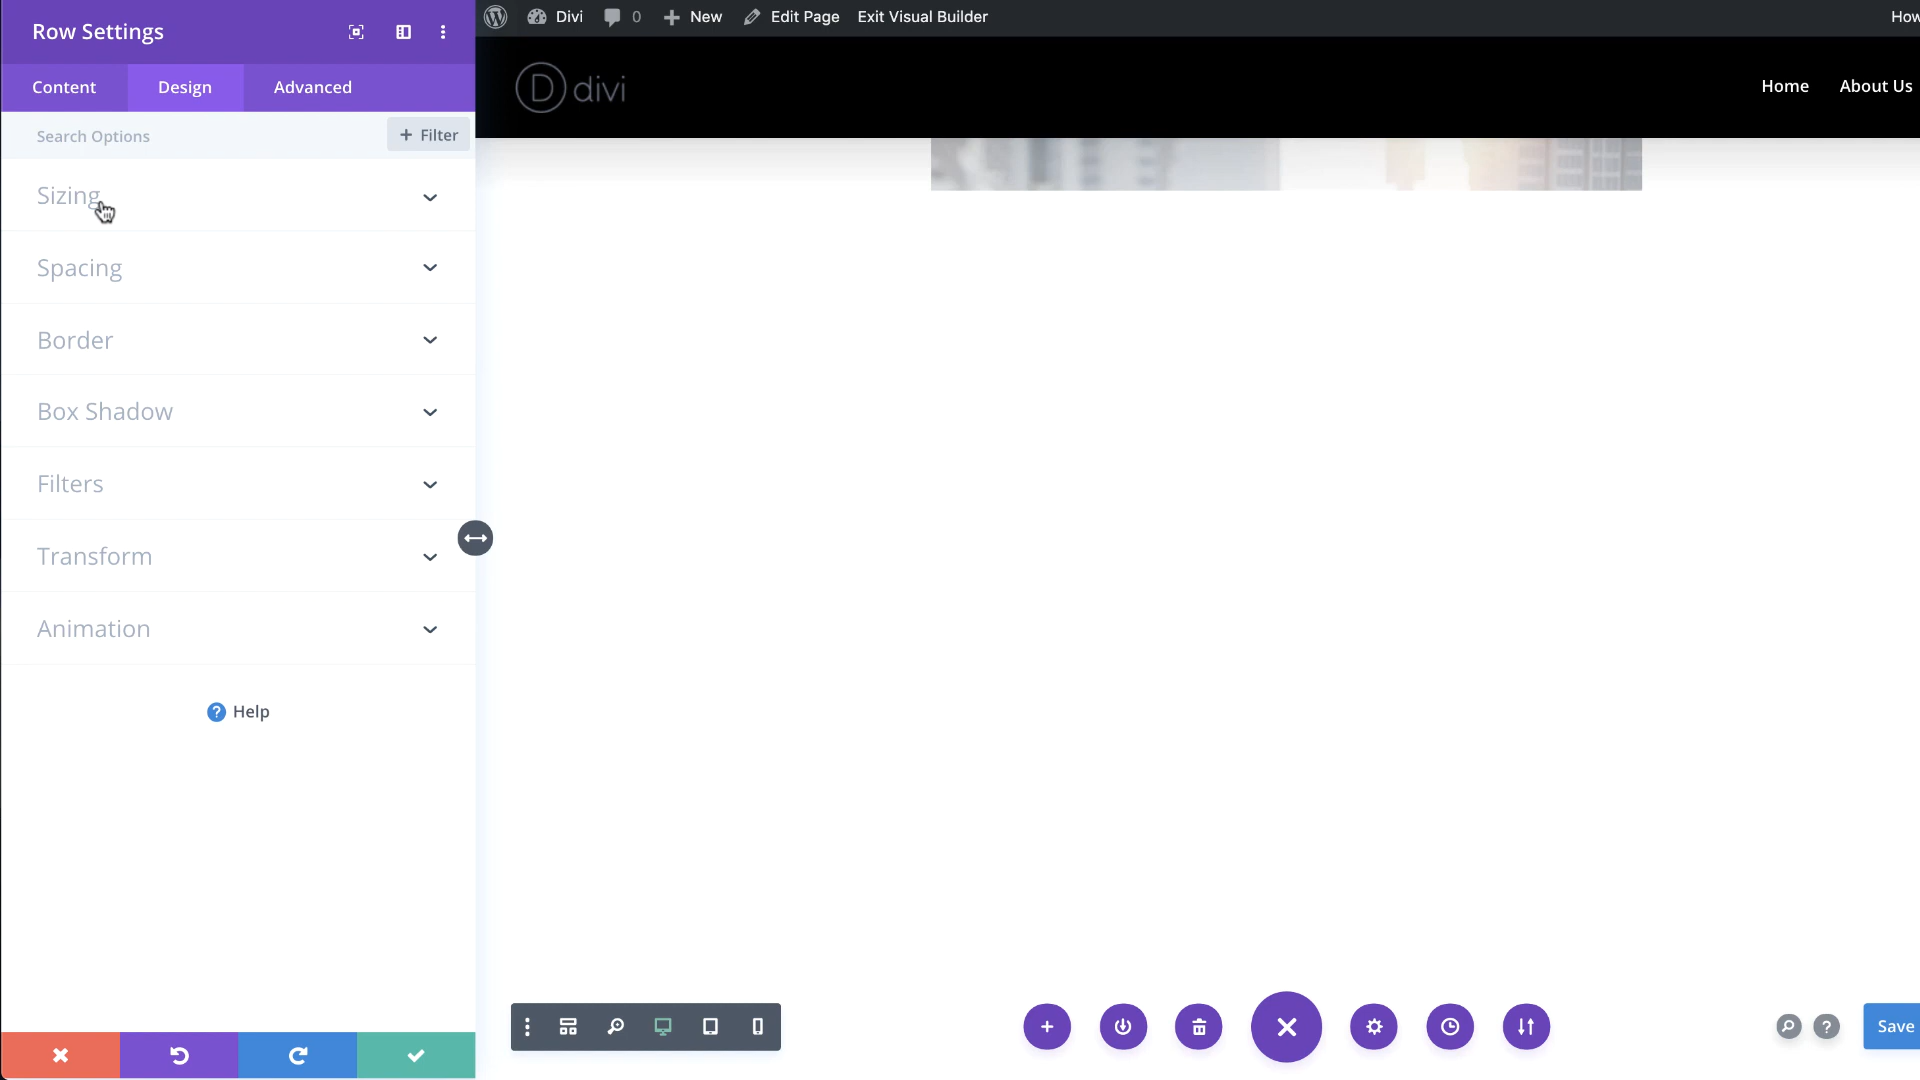 Row Settings
Content Design Advanced
Search Options + Filter
Sizing
Spacing
Border
Box Shadow
Filters
Transform
Animation
? Help
Divi 0 New Edit Page Exit Visual Builder How
D divi
Home About Us
? Save